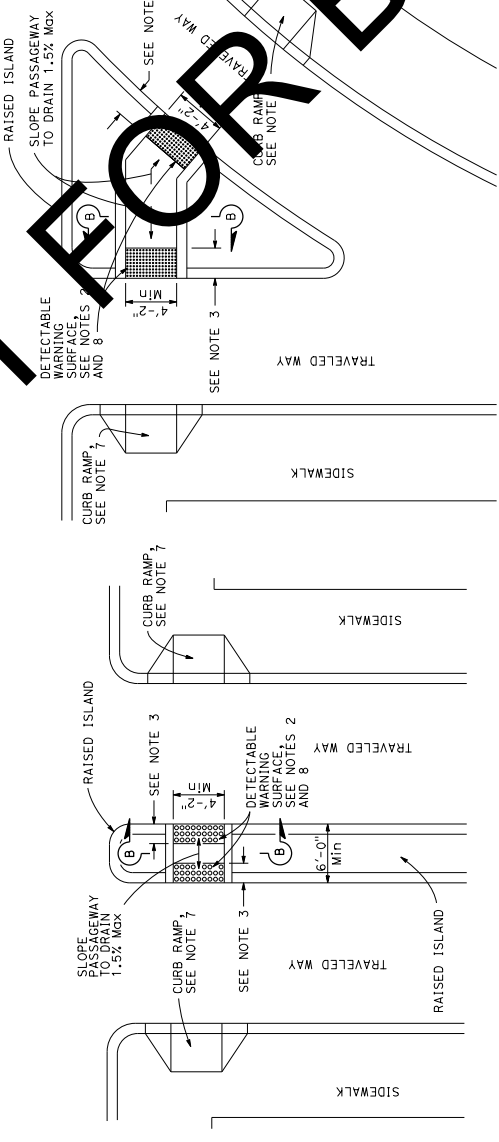 RAISED ISLAND
SLOPE PASSAGEWAY
TO DRAIN 1.5% Max
SEE NOTE
TRAVELED WAY
CURB RAMP,
SEE NOTE
4'-2"
B
B
4'-2"
Min
DETECTABLE
WARNING
SURFACE,
SEE NOTES 2
AND 8
SEE NOTE 3
TRAVELED WAY
FOR
CURB RAMP,
SEE NOTE 7
SIDEWALK
CURB RAMP,
SEE NOTE 7
SIDEWALK
RAISED ISLAND
SEE NOTE 3
TRAVELED WAY
4'-2"
Min
DETECTABLE
WARNING
SURFACE,
SEE NOTES 2
AND 8
B
B
6'-0"
Min
SLOPE
PASSAGEWAY
TO DRAIN
1.5% Max
CURB RAMP,
SEE NOTE 7
SEE NOTE 3
TRAVELED WAY
RAISED ISLAND
SIDEWALK